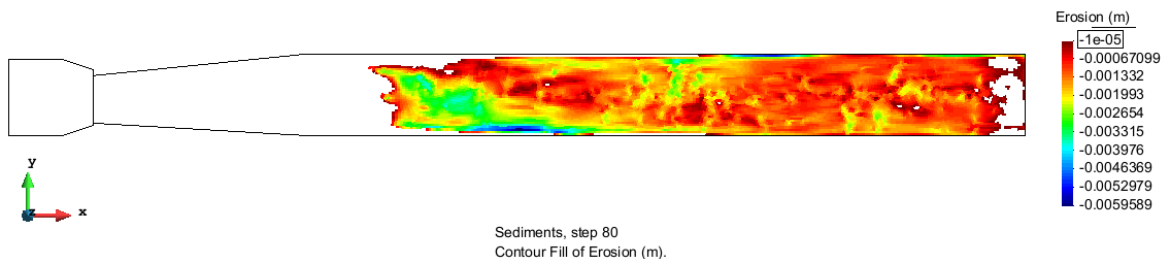 Erosion (m)
-1e-05
-0.00067099
-0.001332
-0.001993
-0.002654
-0.003315
-0.003976
-0.0046369
-0.0052979
-0.0059589
y
z
x
Sediments, step 80
Contour Fill of Erosion (m).